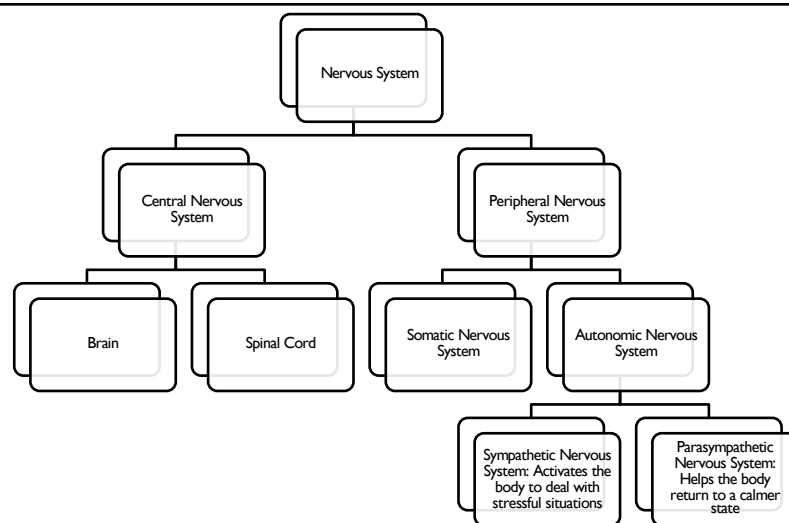 Nervous System
Central Nervous
System
Peripheral Nervous
System
Brain
Spinal Cord
Somatic Nervous
System
Autonomic Nervous
System
Sympathetic Nervous
System: Activates the
body to deal with
stressful situations
Parasympathetic
Nervous System:
Helps the body
return to a calmer
state